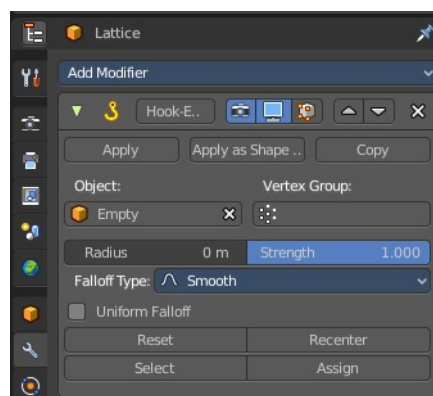 Lattice
Add Modifier
Hook-E..
Apply Apply as Shape .. Copy
Object: Vertex Group:
Empty
Radius 0 m Strength 1.000
Falloff Type: Smooth
Uniform Falloff
Reset Recenter
Select Assign